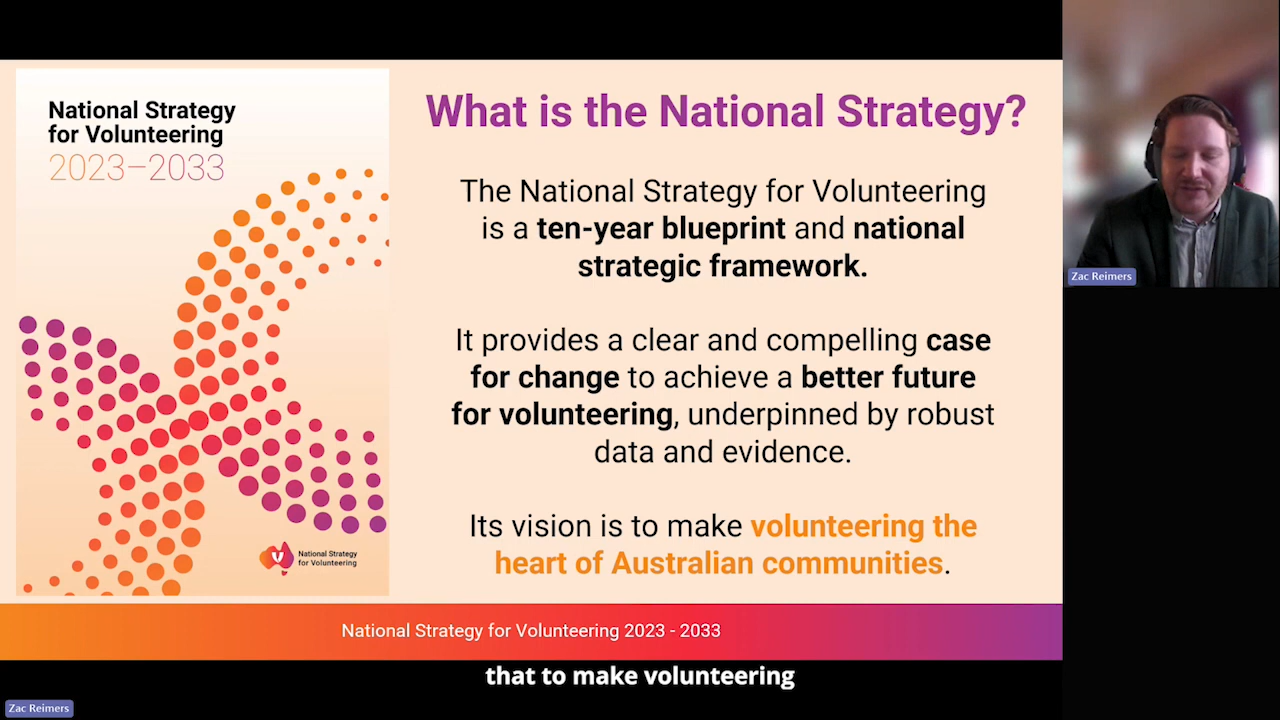 National Strategy
for Volunteering
2023–2033
National Strategy
for Volunteering
What is the National Strategy?
The National Strategy for Volunteering
is a ten-year blueprint and national
strategic framework.
It provides a clear and compelling case
for change to achieve a better future
for volunteering, underpinned by robust
data and evidence.
Its vision is to make volunteering the
heart of Australian communities.
National Strategy for Volunteering 2023 - 2033
Zac Reimers
that to make volunteering
Zac Reimers